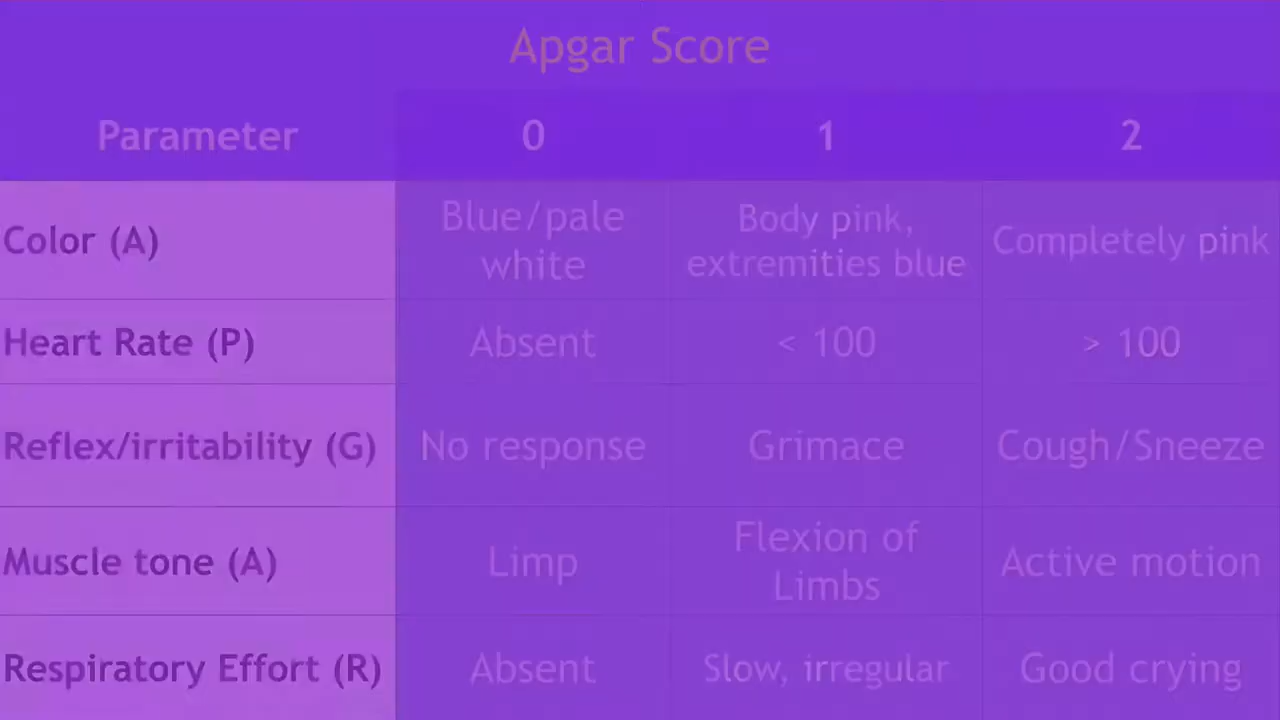 Apgar Score
Parameter 0 1 2
Color (A) Blue/pale white Body pink, extremities blue Completely pink
Heart Rate (P) Absent < 100 > 100
Reflex/irritability (G) No response Grimace Cough/Sneeze
Muscle tone (A) Limp Flexion of Limbs Active motion
Respiratory Effort (R) Absent Slow, irregular Good crying